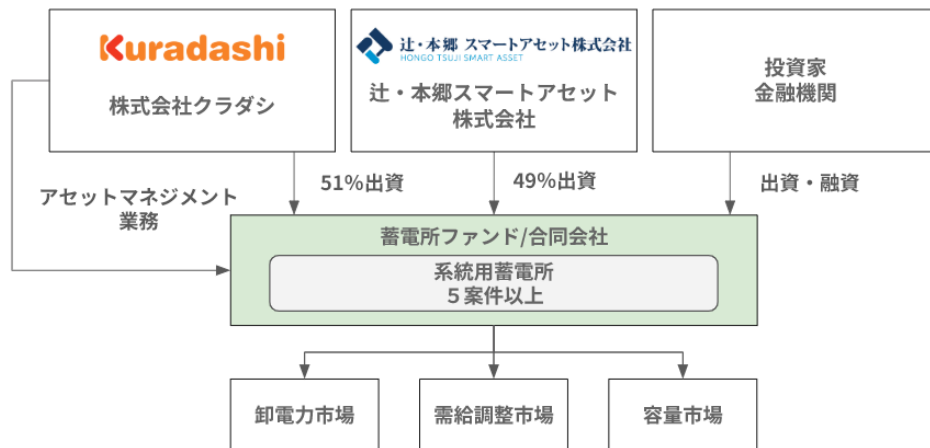 Kuradashi
株式会社クラダシ
辻・本郷 スマートアセット株式会社
HONGO TSUJI SMART ASSET
辻・本郷スマートアセット
株式会社
投資家
金融機関
アセットマネジメント
業務
51%出資
49%出資
出資・融資
蓄電所ファンド/合同会社
系統用蓄電所
５案件以上
卸電力市場
需給調整市場
容量市場